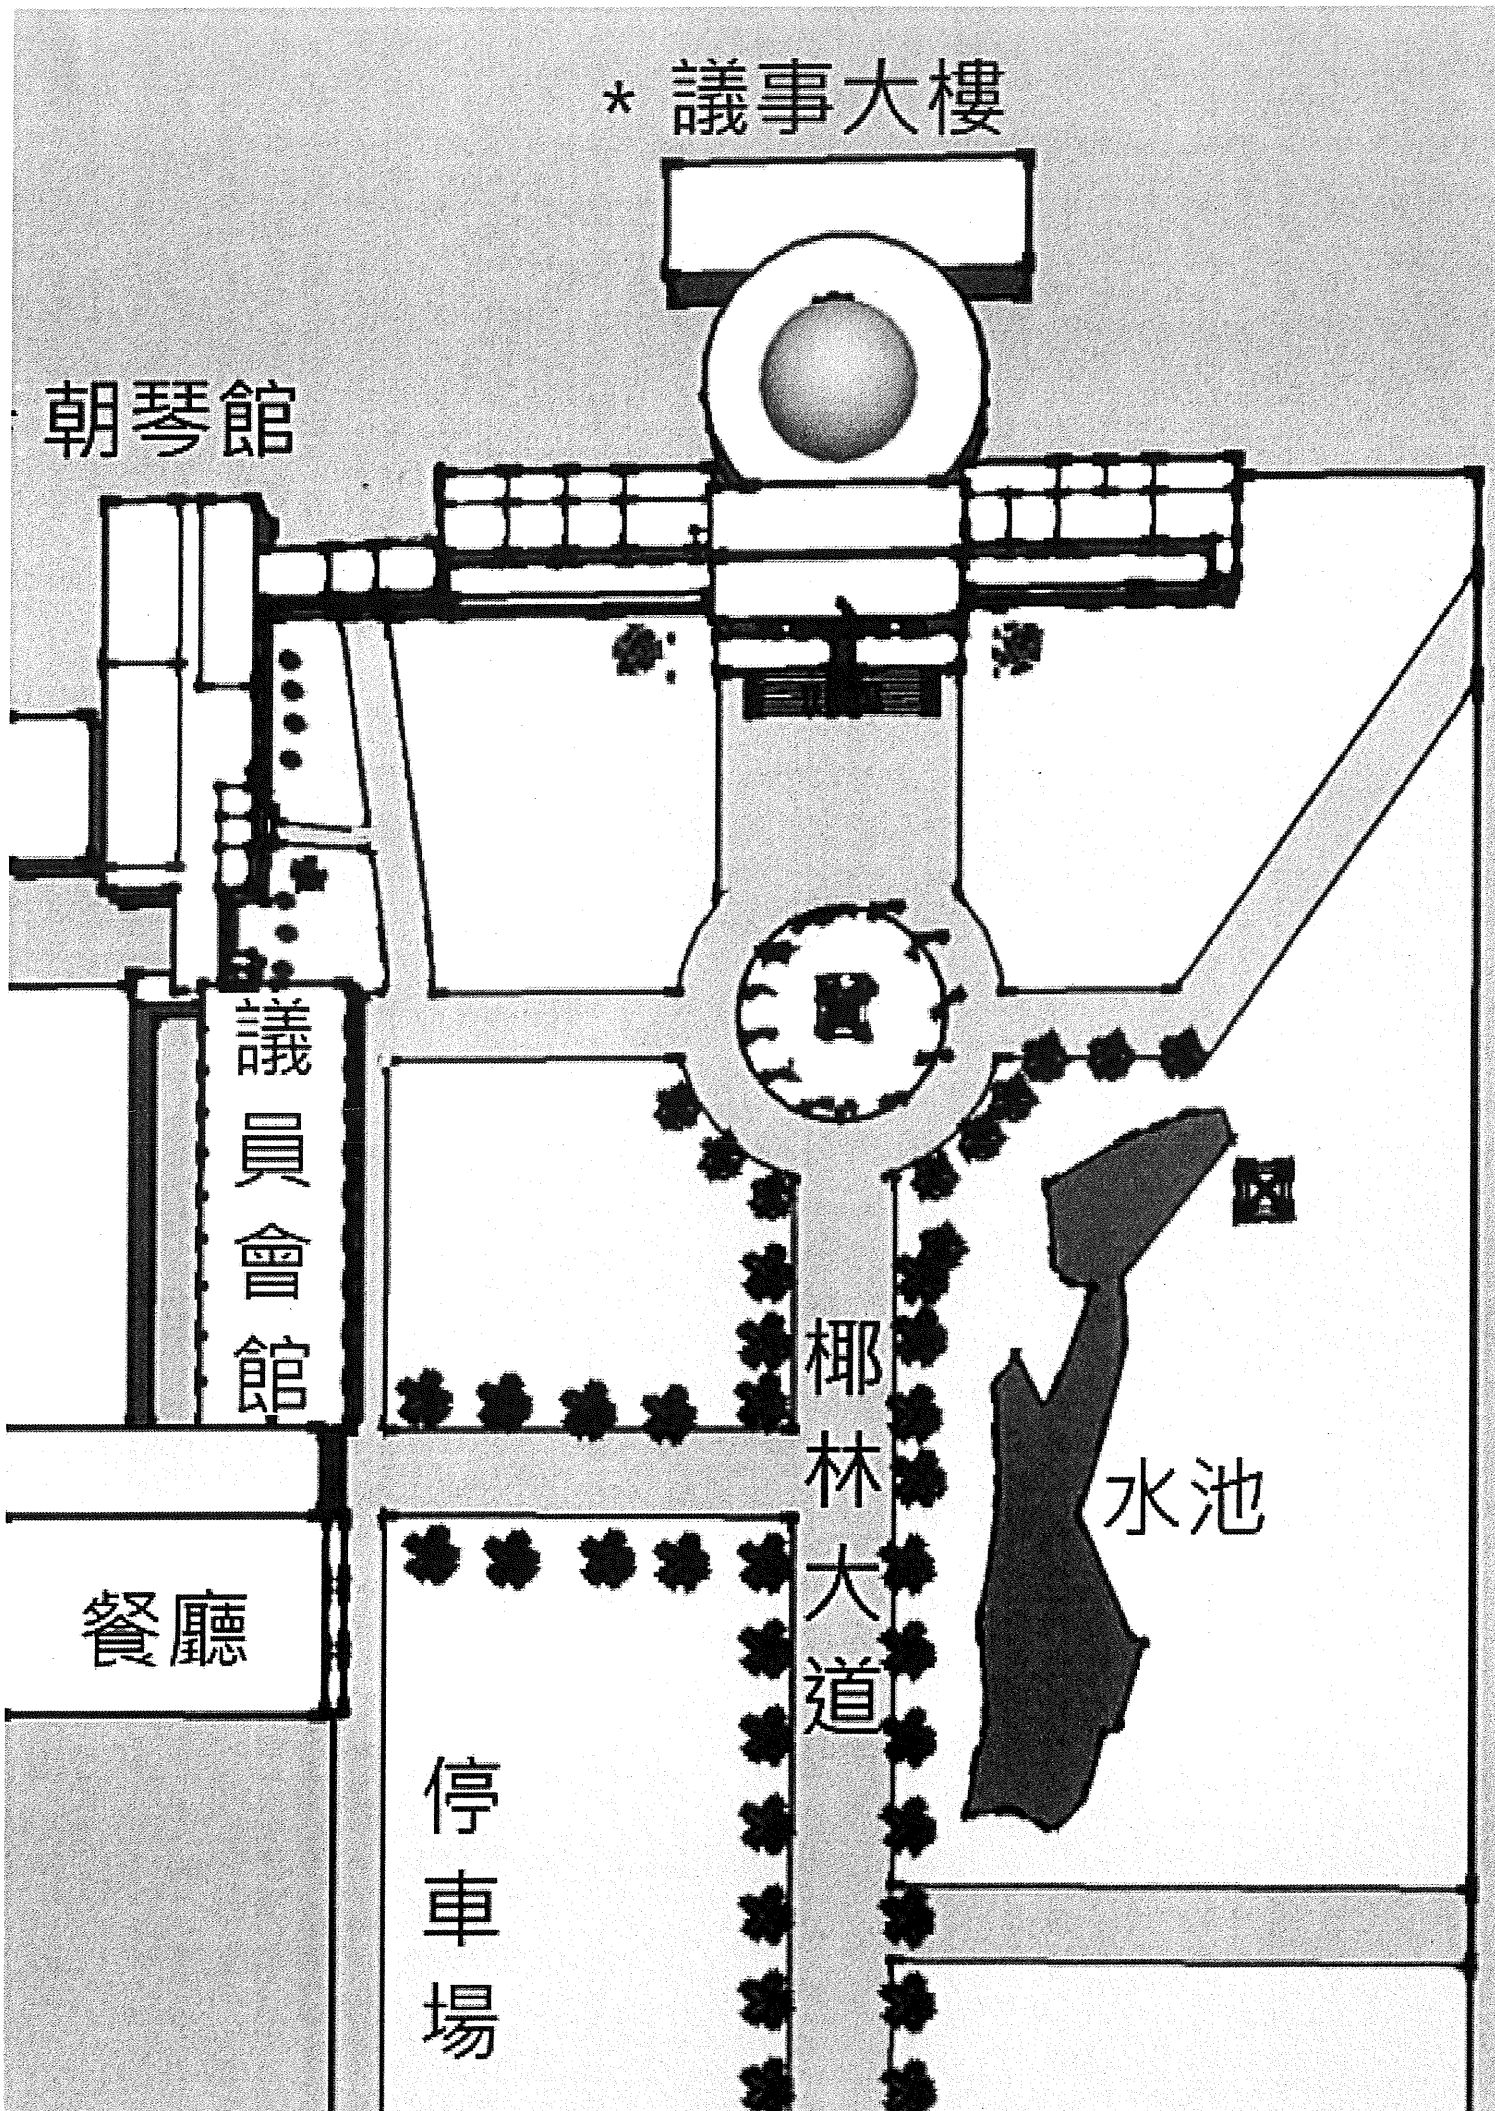 * 議事大樓
朝琴館
議員會館
椰林大道
水池
餐廳
停車場